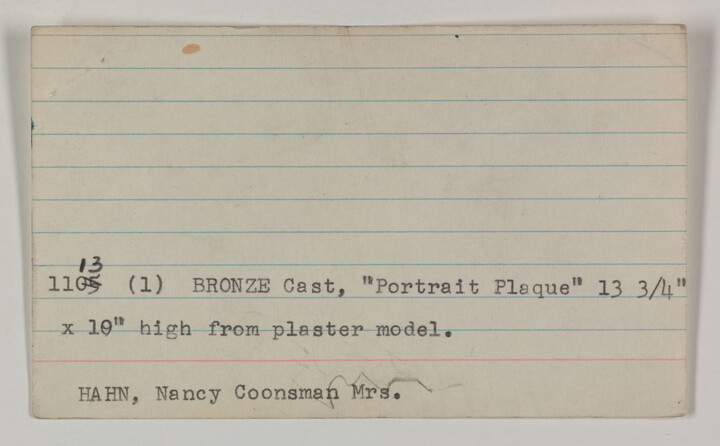 13
1105 (1) BRONZE Cast, "Portrait Plaque" 13 3/4"
x 10" high from plaster model.
HAHN, Nancy Coonsman Mrs.